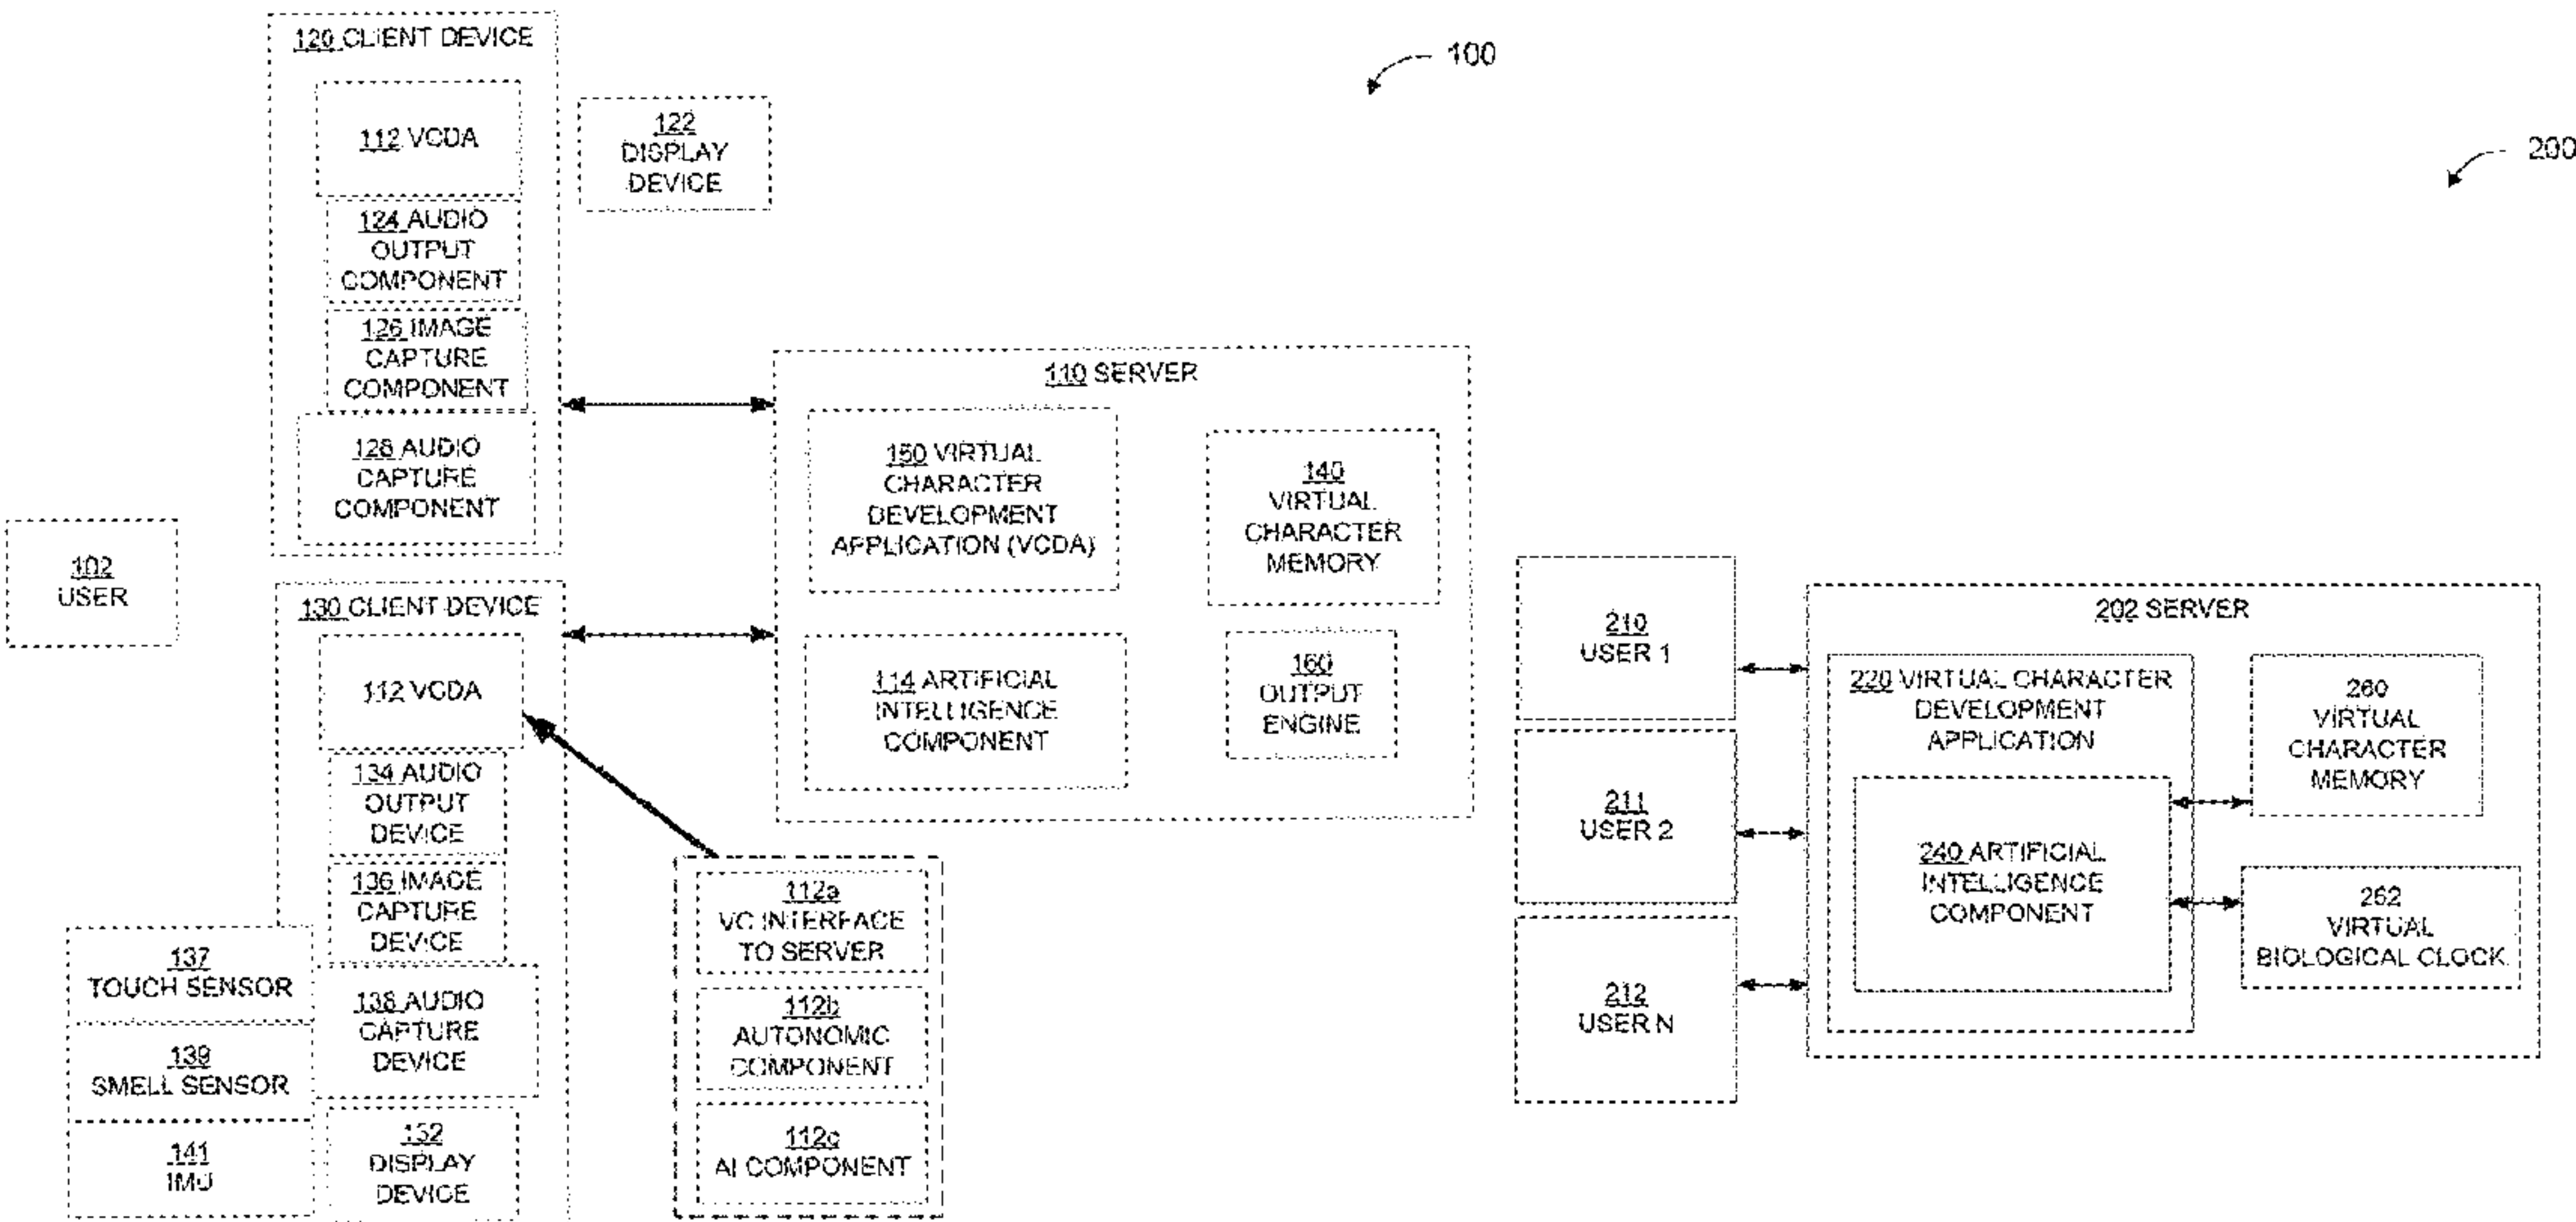 120 CLIENT DEVICE
112 VCDA
124 AUDIO
OUTPUT
COMPONENT
126 IMAGE
CAPTURE
COMPONENT
128 AUDIO
CAPTURE
COMPONENT
122
DISPLAY
DEVICE
100
200
102
USER
130 CLIENT DEVICE
112 VCDA
134 AUDIO
OUTPUT
DEVICE
136 IMAGE
CAPTURE
DEVICE
138 AUDIO
CAPTURE
DEVICE
132
DISPLAY
DEVICE
137
TOUCH SENSOR
139
SMELL SENSOR
141
IMU
112a
VC INTERFACE
TO SERVER
112b
AUTONOMIC
COMPONENT
112c
AI COMPONENT
110 SERVER
150 VIRTUAL
CHARACTER
DEVELOPMENT
APPLICATION (VCDA)
140
VIRTUAL
CHARACTER
MEMORY
114 ARTIFICIAL
INTELLIGENCE
COMPONENT
160
OUTPUT
ENGINE
210
USER 1
211
USER 2
212
USER N
202 SERVER
220 VIRTUAL CHARACTER
DEVELOPMENT
APPLICATION
240 ARTIFICIAL
INTELLIGENCE
COMPONENT
260
VIRTUAL
CHARACTER
MEMORY
262
VIRTUAL
BIOLOGICAL CLOCK